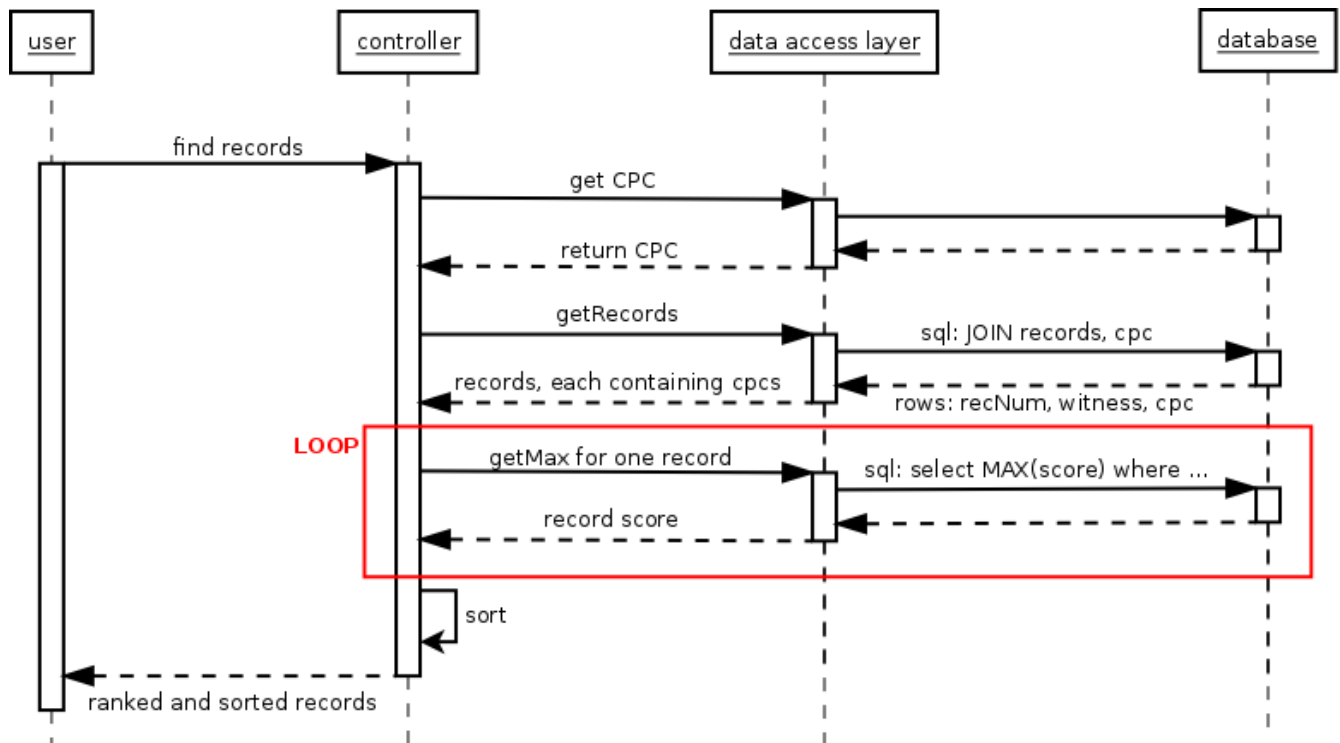 user
controller
data access layer
database
find records
get CPC
return CPC
getRecords
sql: JOIN records, cpc
records, each containing cpcs
rows: recNum, witness, cpc
LOOP
getMax for one record
sql: select MAX(score) where ...
record score
sort
ranked and sorted records